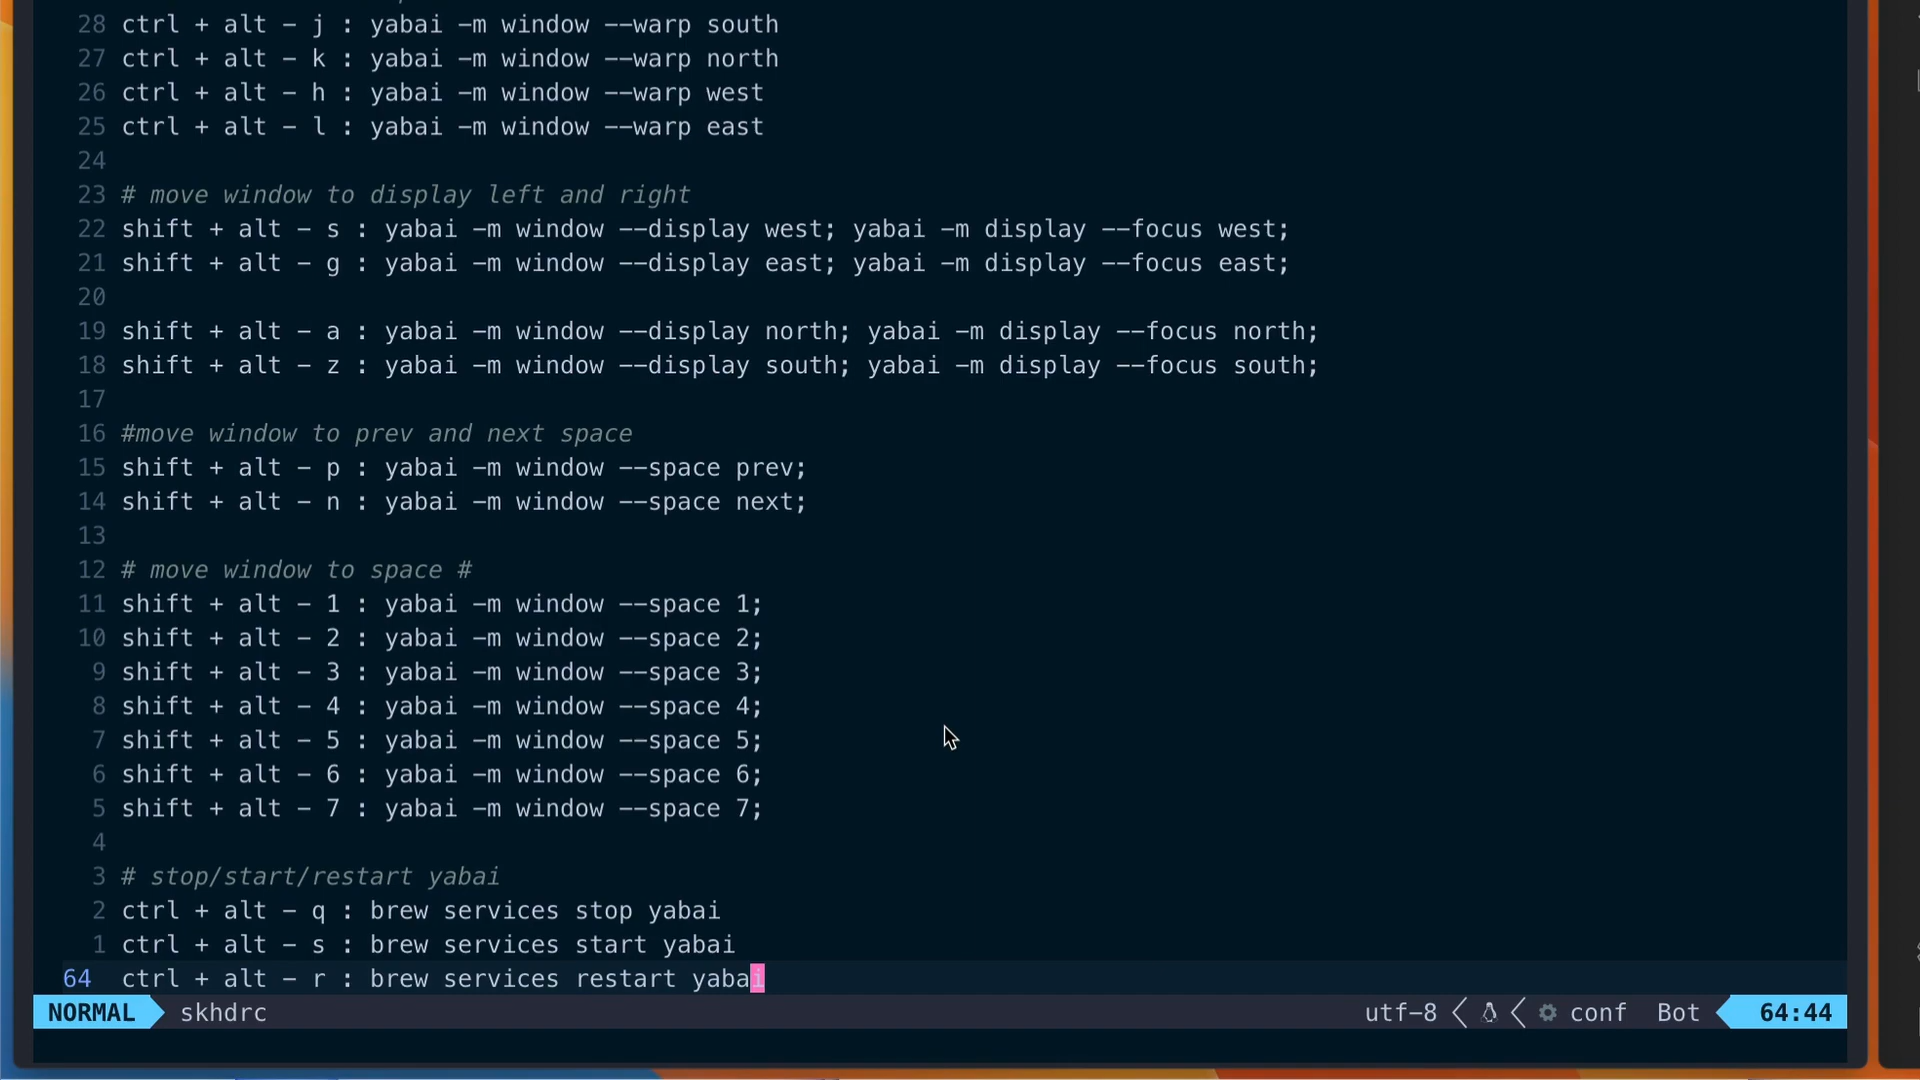 28 ctrl + alt - j : yabai -m window --warp south
27 ctrl + alt - k : yabai -m window --warp north
26 ctrl + alt - h : yabai -m window --warp west
25 ctrl + alt - l : yabai -m window --warp east
24
23 # move window to display left and right
22 shift + alt - s : yabai -m window --display west; yabai -m display --focus west;
21 shift + alt - g : yabai -m window --display east; yabai -m display --focus east;
20
19 shift + alt - a : yabai -m window --display north; yabai -m display --focus north;
18 shift + alt - z : yabai -m window --display south; yabai -m display --focus south;
17
16 #move window to prev and next space
15 shift + alt - p : yabai -m window --space prev;
14 shift + alt - n : yabai -m window --space next;
13
12 # move window to space #
11 shift + alt - 1 : yabai -m window --space 1;
10 shift + alt - 2 : yabai -m window --space 2;
9 shift + alt - 3 : yabai -m window --space 3;
8 shift + alt - 4 : yabai -m window --space 4;
7 shift + alt - 5 : yabai -m window --space 5;
6 shift + alt - 6 : yabai -m window --space 6;
5 shift + alt - 7 : yabai -m window --space 7;
4
3 # stop/start/restart yabai
2 ctrl + alt - q : brew services stop yabai
1 ctrl + alt - s : brew services start yabai
64 ctrl + alt - r : brew services restart yabai
NORMAL skhdrc utf-8 conf Bot 64:44